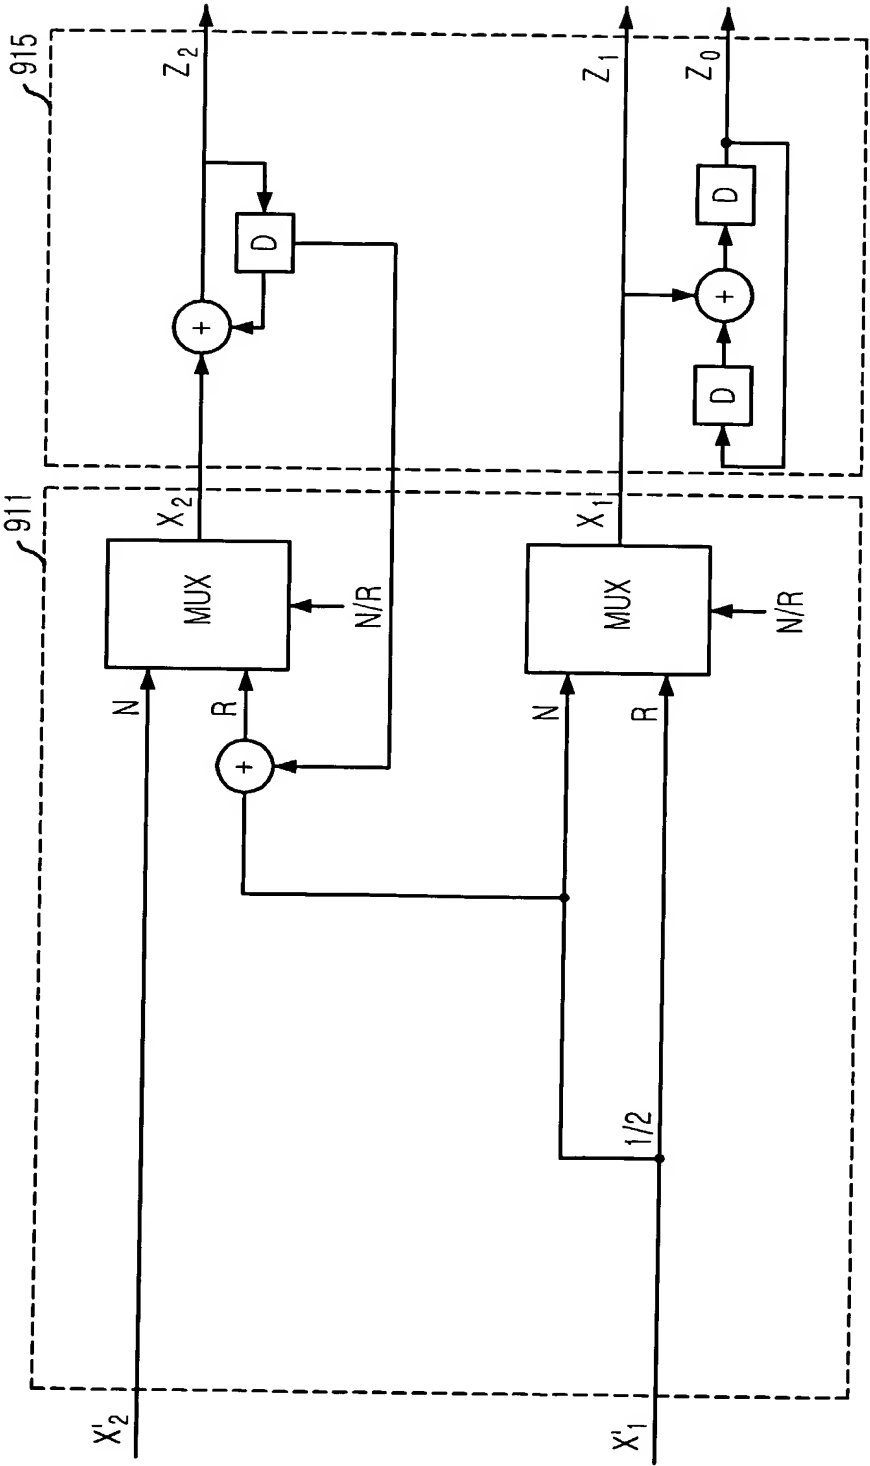 915
Z2
Z1
Z0
D
D
+
+
D
911
X2
X1
MUX
N/R
MUX
N/R
N
R
N
R
+
1/2
X'2
X'1